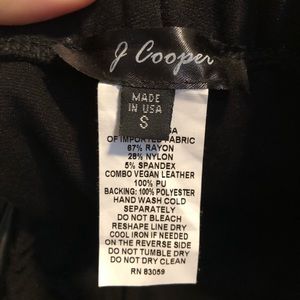 J Cooper
MADE
IN USA
S
SA
OF IMPORTED FABRIC
67% RAYON
28% NYLON
5% SPANDEX
COMBO VEGAN LEATHER
100% PU
BACKING: 100% POLYESTER
HAND WASH COLD
SEPARATELY
DO NOT BLEACH
RESHAPE LINE DRY
COOL IRON IF NEEDED
ON THE REVERSE SIDE
DO NOT TUMBLE DRY
DO NOT DRY CLEAN
RN 83059